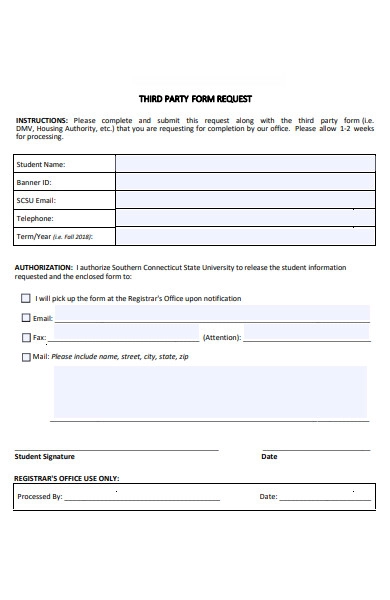 THIRD PARTY FORM REQUEST
INSTRUCTIONS: Please complete and submit this request along with the third party form (i.e.
DMV, Housing Authority, etc.) that you are requesting for completion by our office. Please allow 1-2 weeks
for processing.
Student Name:
Banner ID:
SCSU Email:
Telephone:
Term/Year (i.e. Fall 2018):
AUTHORIZATION: I authorize Southern Connecticut State University to release the student information
requested and the enclosed form to:
I will pick up the form at the Registrar's Office upon notification
Email:
Fax: (Attention):
Mail: Please include name, street, city, state, zip
Student Signature Date
REGISTRAR'S OFFICE USE ONLY:
Processed By: Date: